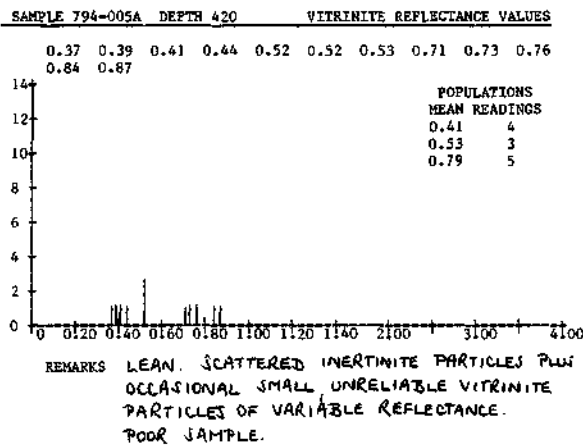 SAMPLE 794-005A DEPTH 420 VITRINITE REFLECTANCE VALUES
0.37 0.39 0.41 0.44 0.52 0.52 0.53 0.71 0.73 0.76
0.84 0.87
POPULATIONS
MEAN READINGS
0.41 4
0.53 3
0.79 5
14
12
10
8
6
4
2
0
0 0.20 0.40 0.60 0.80 1.00 1.20 1.40 2.00 3.00 4.00
REMARKS LEAN. SCATTERED INERTINITE PARTICLES PLUS
OCCASIONAL SMALL UNRELIABLE VITRINITE
PARTICLES OF VARIABLE REFLECTANCE.
POOR SAMPLE.